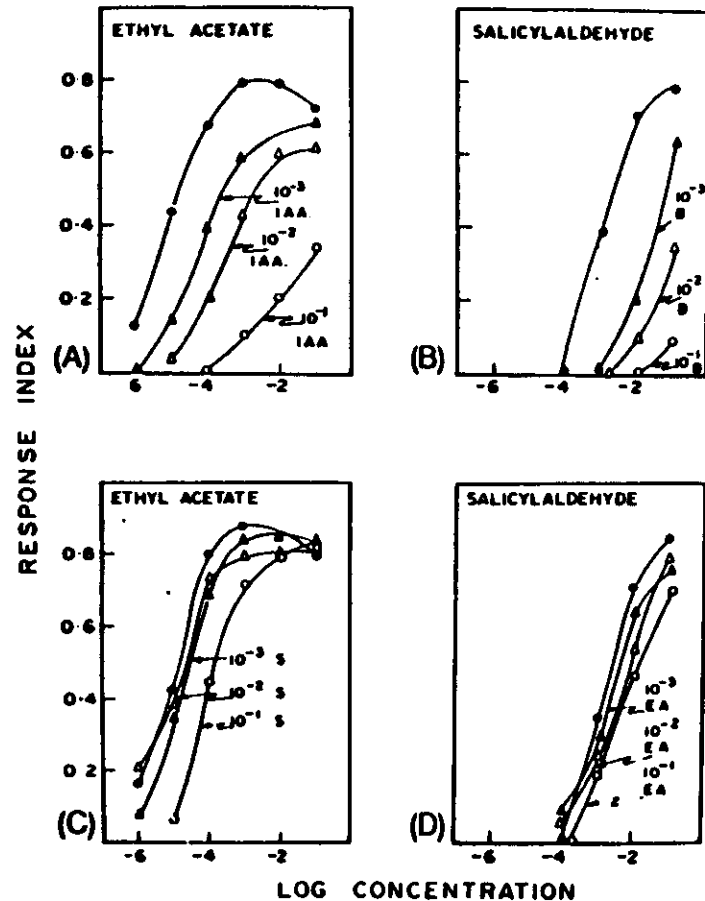 ETHYL ACETATE
0·8
0·6
0·4
0·2
10⁻³
IAA.
10⁻²
IAA.
10⁻¹
IAA
(A)
-6
-4
-2
SALICYLALDEHYDE
10⁻³
B
10⁻²
B
10⁻¹
B
(B)
-6
-4
-2
RESPONSE INDEX
ETHYL ACETATE
0·8
0·6
0·4
0·2
10⁻³ S
10⁻² S
10⁻¹ S
(C)
-6
-4
-2
SALICYLALDEHYDE
10⁻³
EA
10⁻²
EA
10⁻¹
EA
(D)
-6
-4
-2
LOG CONCENTRATION